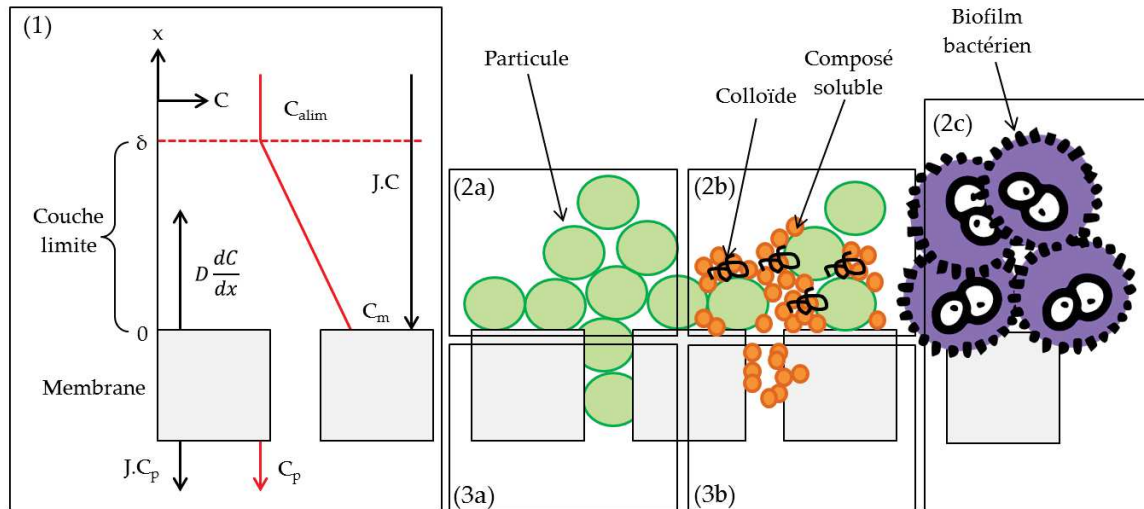 (1)
x
C
C_alim
δ
J.C
Couche
limite
D dC/dx
C_m
0
Membrane
J.C_p
C_p
Particule
(2a)
(3a)
Colloïde
Composé
soluble
(2b)
(3b)
Biofilm
bactérien
(2c)